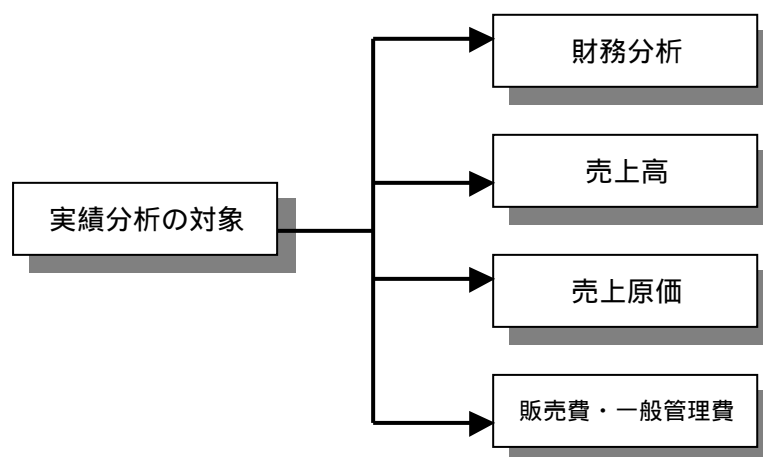 実績分析の対象
財務分析
売上高
売上原価
販売費・一般管理費